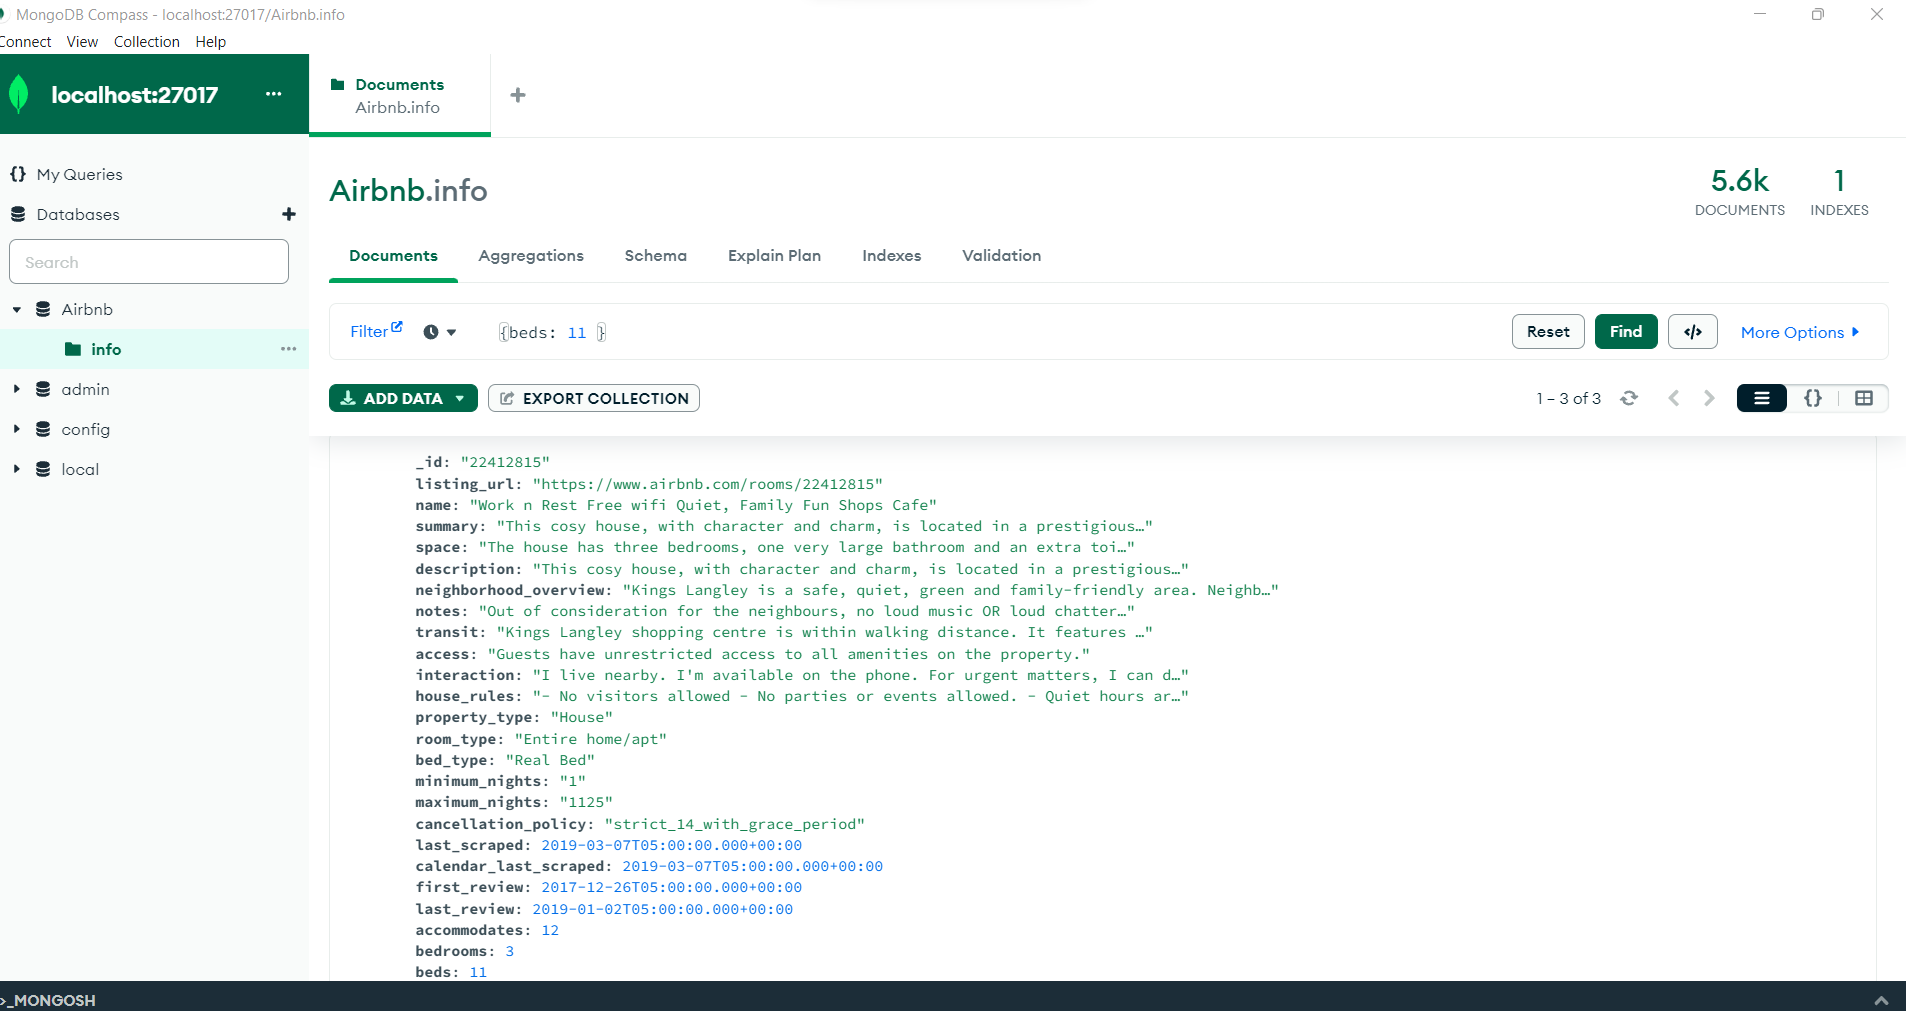 MongoDB Compass - localhost:27017/Airbnb.info
Connect View Collection Help
localhost:27017 ...
Documents
Airbnb.info
+
My Queries
Databases +
Search
Airbnb
info ...
admin
config
local
Airbnb.info
5.6k
DOCUMENTS
1
INDEXES
Documents Aggregations Schema Explain Plan Indexes Validation
Filter {beds: 11 } Reset Find </> More Options
ADD DATA EXPORT COLLECTION 1 – 3 of 3 {}
_id: "22412815"
listing_url: "https://www.airbnb.com/rooms/22412815"
name: "Work n Rest Free wifi Quiet, Family Fun Shops Cafe"
summary: "This cosy house, with character and charm, is located in a prestigious…"
space: "The house has three bedrooms, one very large bathroom and an extra toi…"
description: "This cosy house, with character and charm, is located in a prestigious…"
neighborhood_overview: "Kings Langley is a safe, quiet, green and family-friendly area. Neighb…"
notes: "Out of consideration for the neighbours, no loud music OR loud chatter…"
transit: "Kings Langley shopping centre is within walking distance. It features …"
access: "Guests have unrestricted access to all amenities on the property."
interaction: "I live nearby. I'm available on the phone. For urgent matters, I can d…"
house_rules: "- No visitors allowed - No parties or events allowed. - Quiet hours ar…"
property_type: "House"
room_type: "Entire home/apt"
bed_type: "Real Bed"
minimum_nights: "1"
maximum_nights: "1125"
cancellation_policy: "strict_14_with_grace_period"
last_scraped: 2019-03-07T05:00:00.000+00:00
calendar_last_scraped: 2019-03-07T05:00:00.000+00:00
first_review: 2017-12-26T05:00:00.000+00:00
last_review: 2019-01-02T05:00:00.000+00:00
accommodates: 12
bedrooms: 3
beds: 11
>_MONGOSH